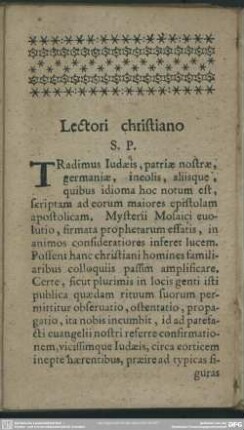 Lectori christiano
S. P.
TRadimus Iudæis, patriæ nostræ,
germaniæ, incolis, aliisque,
quibus idioma hoc notum est,
scriptam ad eorum maiores epistolam
apostolicam, Mysterii Mosaici euo-
lutio, firmata prophetarum effatis, in
animos consideratiores inferet lucem.
Possent hanc christiani homines famili-
aribus colloquiis passim amplificare.
Certe, sicut plurimis in locis genti isti
publica quædam rituum suorum per-
mittitur obseruatio, ostentatio, propa-
gatio, ita nobis incumbit, id ad patefa-
cti euangelii nostri referre confirmatio-
nem, vicissimque Iudæis, circa corticem
inepte hærentibus, præire ad typicas fi-
guras